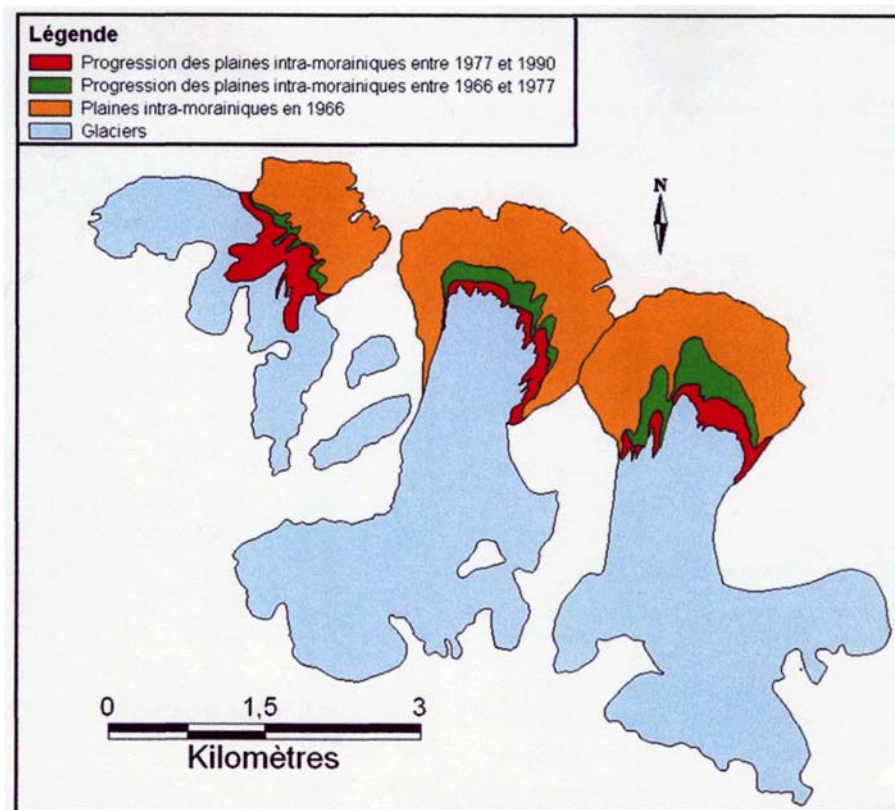 Légende
Progression des plaines intra-morainiques entre 1977 et 1990
Progression des plaines intra-morainiques entre 1966 et 1977
Plaines intra-morainiques en 1966
Glaciers
N
0 1,5 3
Kilomètres